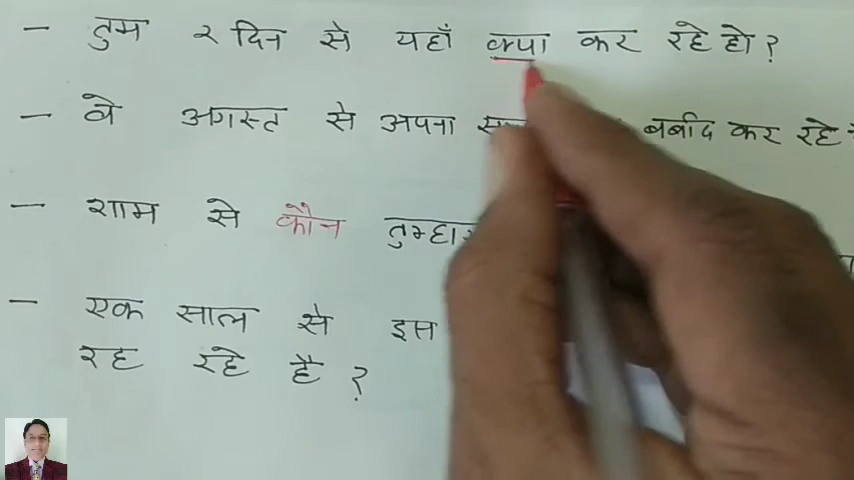 - तुम २ दिन से यहाँ क्या कर रहे हो?
- वे अगस्त से अपना बर्बाद कर रहे
- शाम से कौन
- एक साल से इस
रह रहे है?